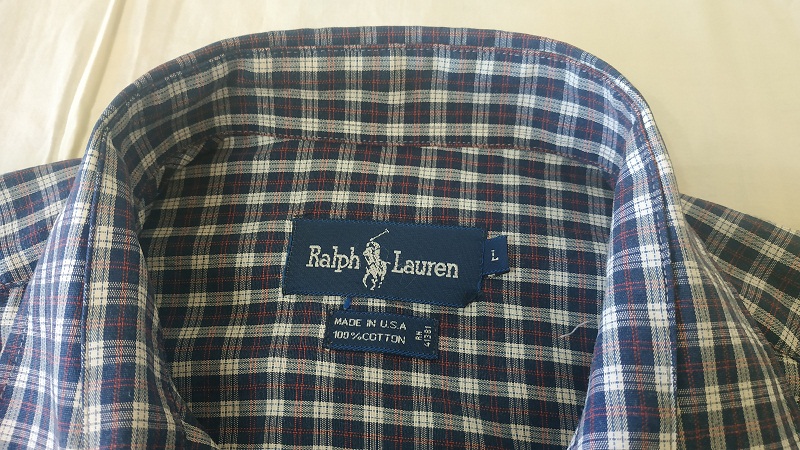 Ralph Lauren
L
MADE IN U.S.A
100%COTTON
RN
41381